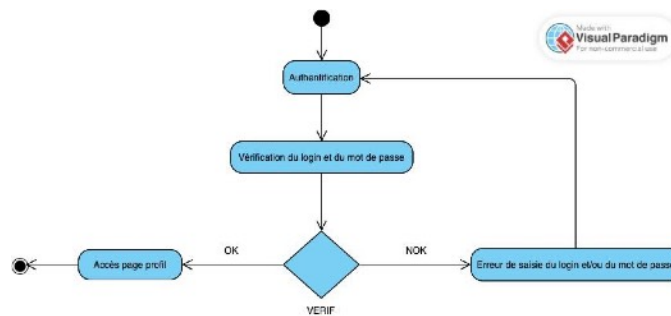 Made with
Visual Paradigm
For non-commercial use
Authentification
Vérification du login et du mot de passe
OK
NOK
Accès page profil
Erreur de saisie du login et/ou du mot de passe
VERIF